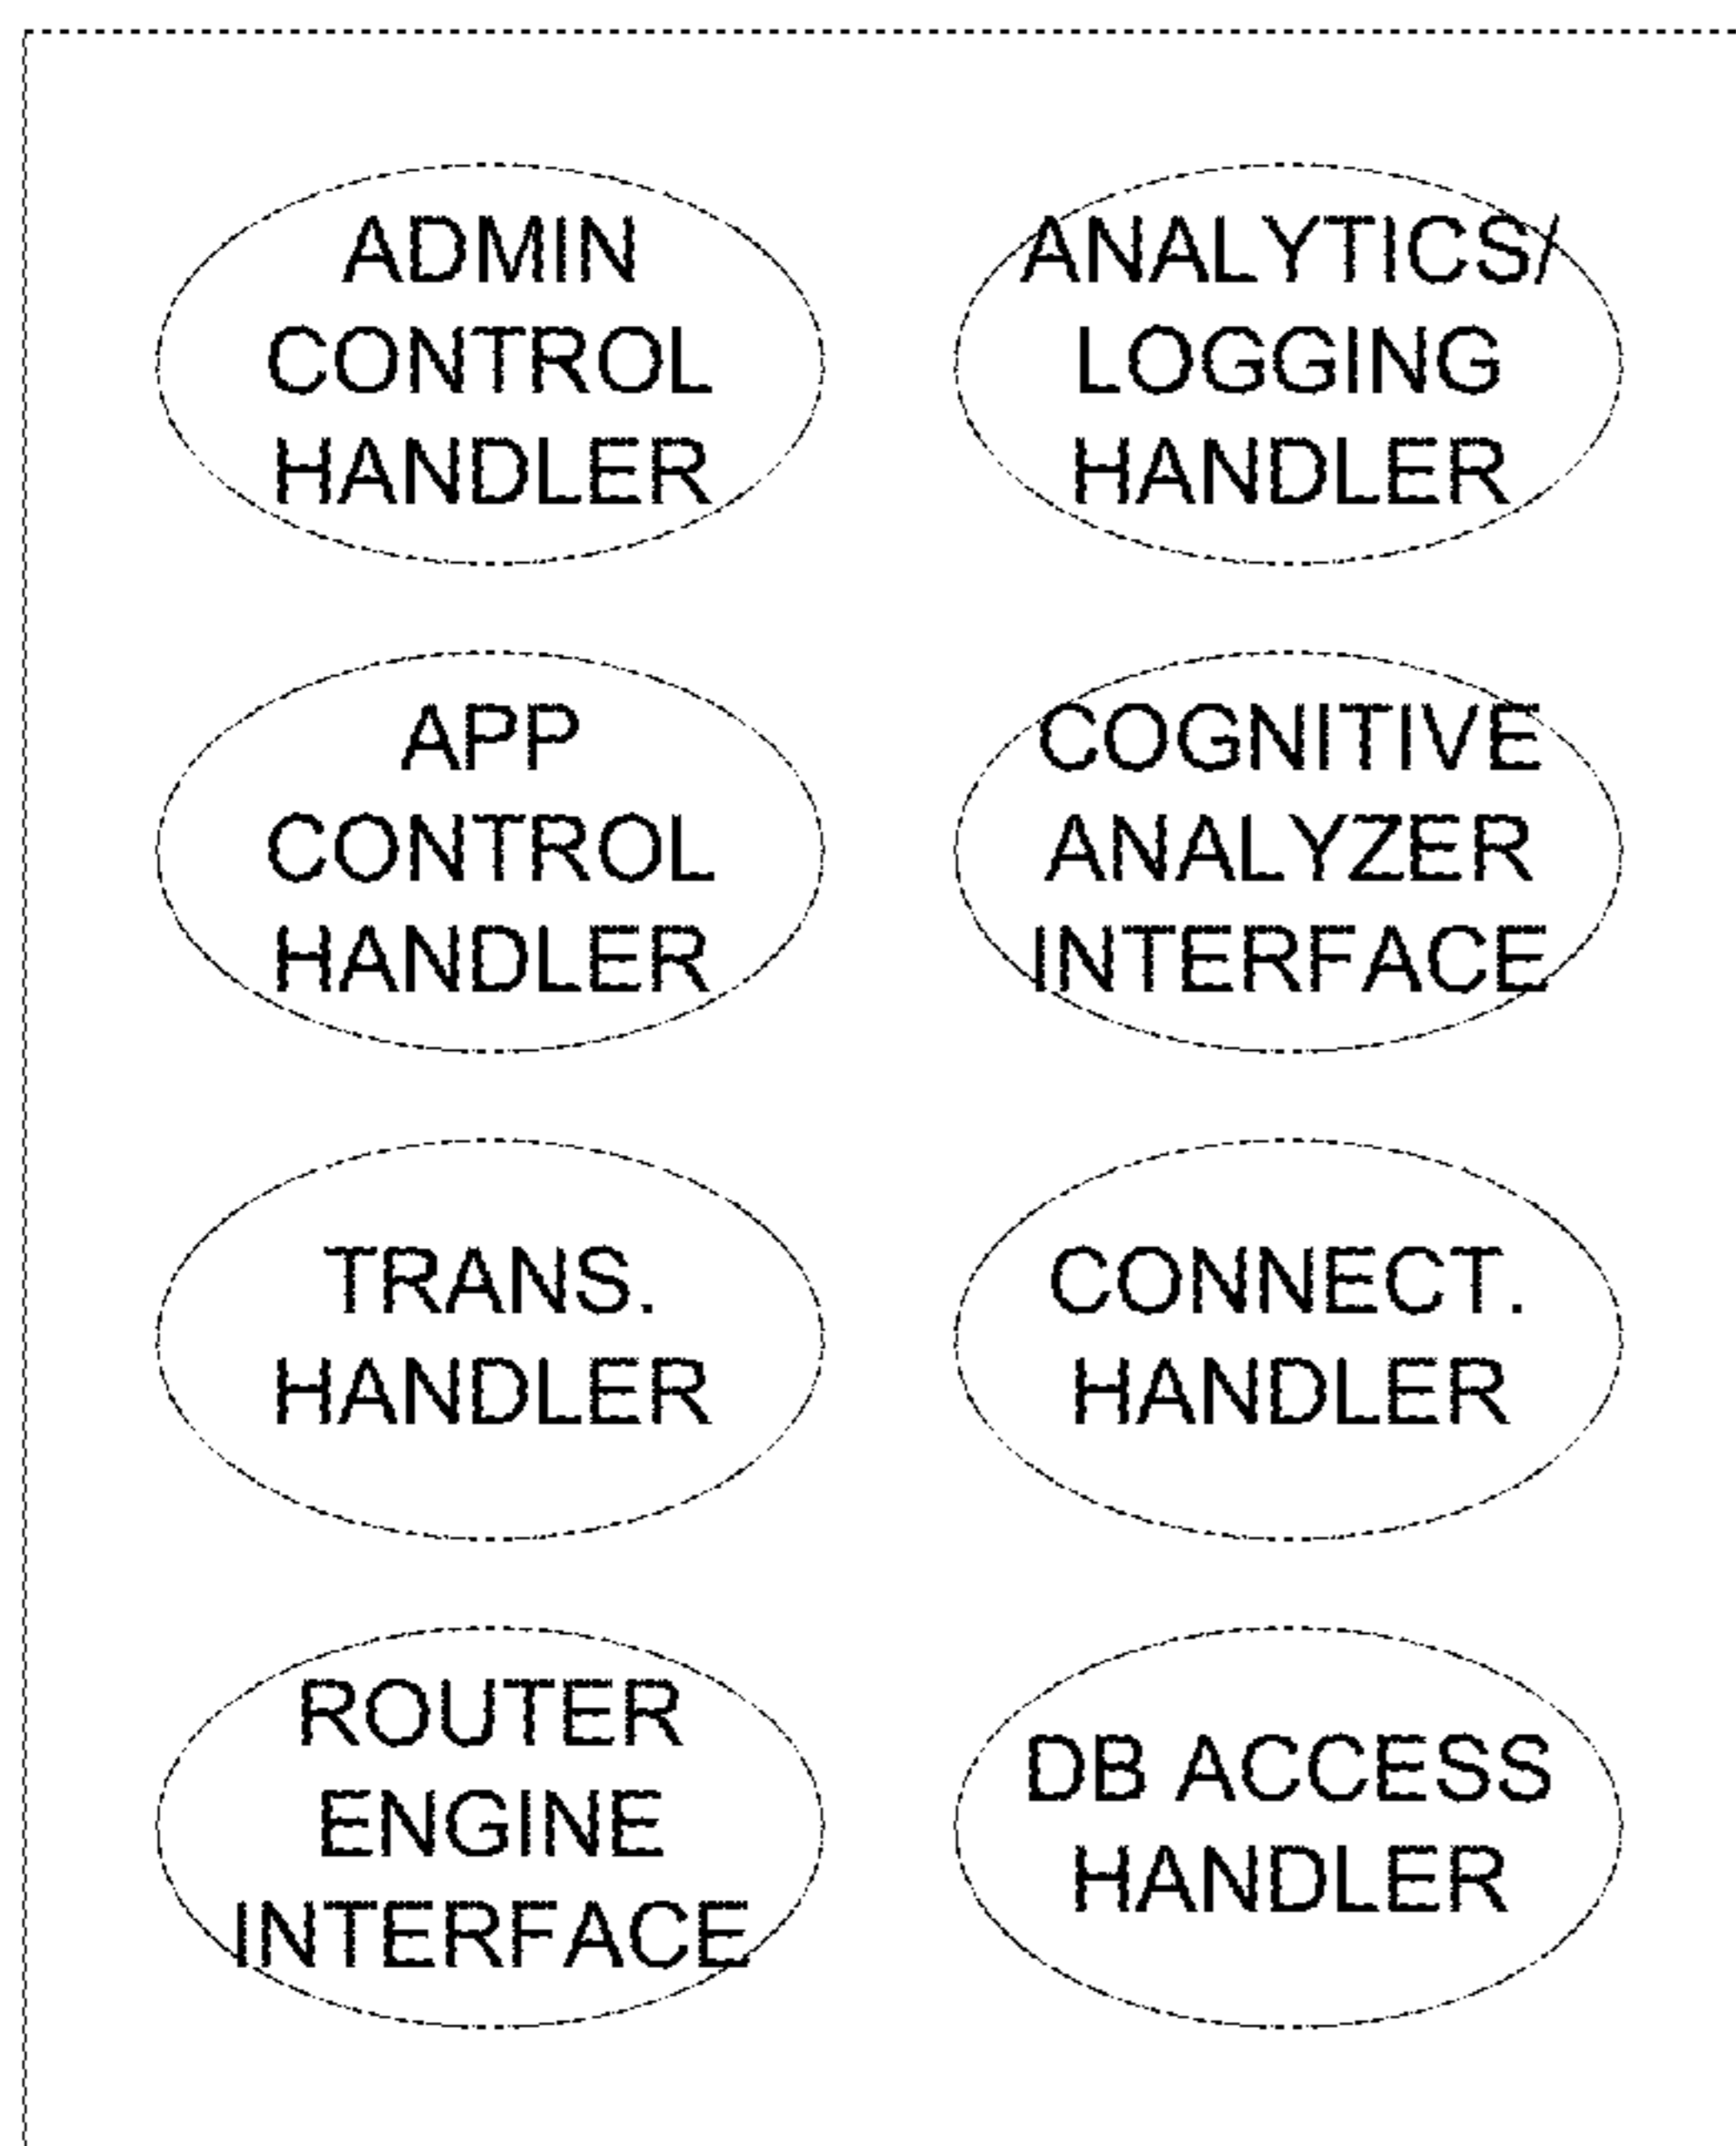 ADMIN
CONTROL
HANDLER
ANALYTICS/
LOGGING
HANDLER
APP
CONTROL
HANDLER
COGNITIVE
ANALYZER
INTERFACE
TRANS.
HANDLER
CONNECT.
HANDLER
ROUTER
ENGINE
INTERFACE
DB ACCESS
HANDLER